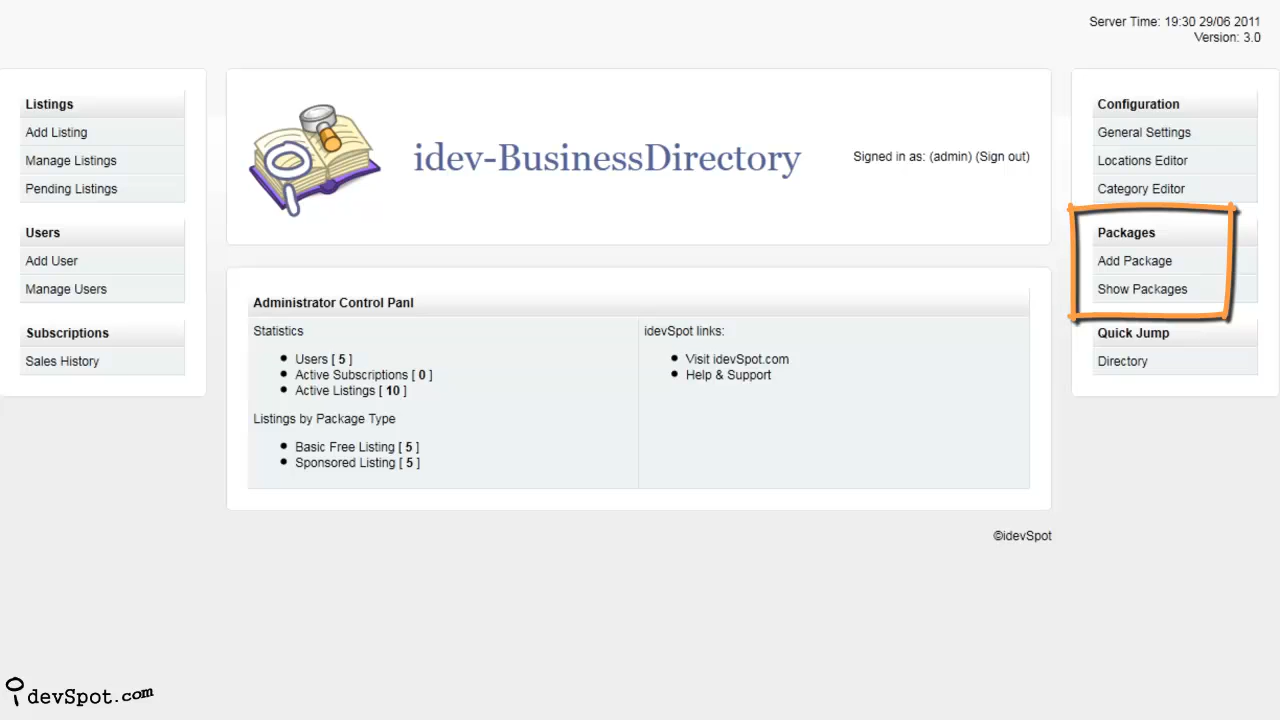 Server Time: 19:30 29/06 2011
Version: 3.0
Listings
Add Listing
Manage Listings
Pending Listings
Users
Add User
Manage Users
Subscriptions
Sales History
idev-BusinessDirectory
Signed in as: (admin) (Sign out)
Administrator Control Panl
Statistics
Users [ 5 ]
Active Subscriptions [ 0 ]
Active Listings [ 10 ]
Listings by Package Type
Basic Free Listing [ 5 ]
Sponsored Listing [ 5 ]
idevSpot links:
Visit idevSpot.com
Help & Support
©idevSpot
Configuration
General Settings
Locations Editor
Category Editor
Packages
Add Package
Show Packages
Quick Jump
Directory
idevSpot.com